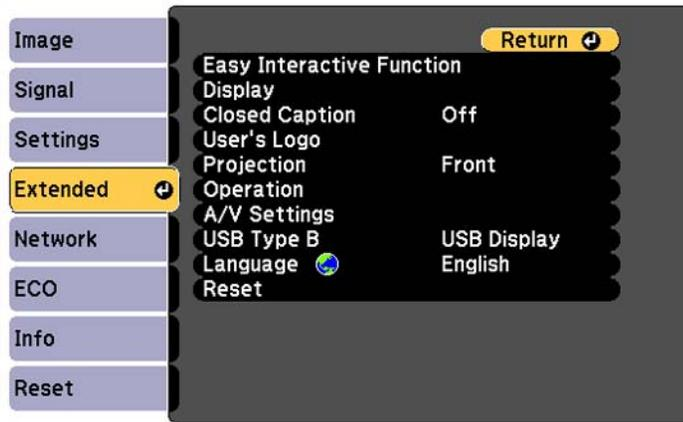 Image
Signal
Settings
Extended
Network
ECO
Info
Reset
Return
Easy Interactive Function
Display
Closed Caption Off
User's Logo
Projection Front
Operation
A/V Settings
USB Type B USB Display
Language English
Reset